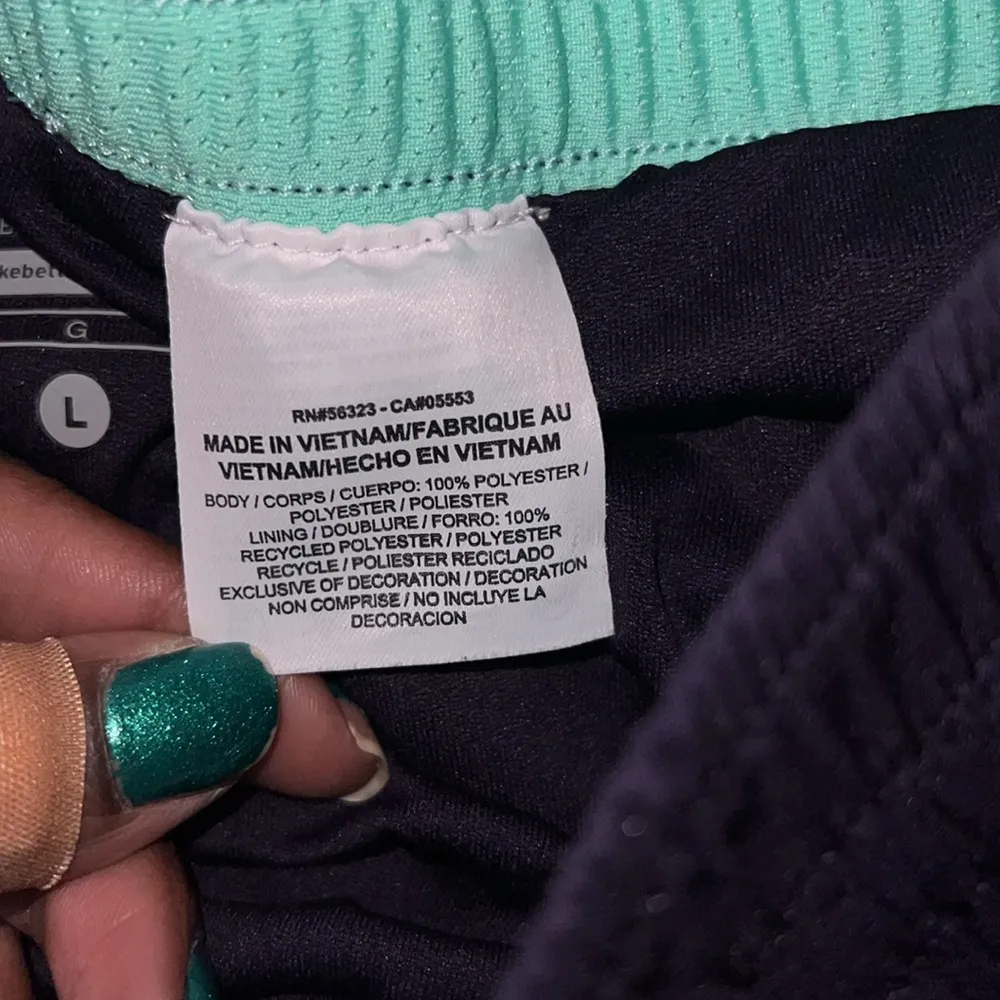 G
L
RN#56323 - CA#05553
MADE IN VIETNAM/FABRIQUE AU
VIETNAM/HECHO EN VIETNAM
BODY / CORPS / CUERPO: 100% POLYESTER /
POLYESTER / POLIESTER
LINING / DOUBLURE / FORRO: 100%
RECYCLED POLYESTER / POLYESTER
RECYCLE / POLIESTER RECICLADO
EXCLUSIVE OF DECORATION / DECORATION
NON COMPRISE / NO INCLUYE LA
DECORACION